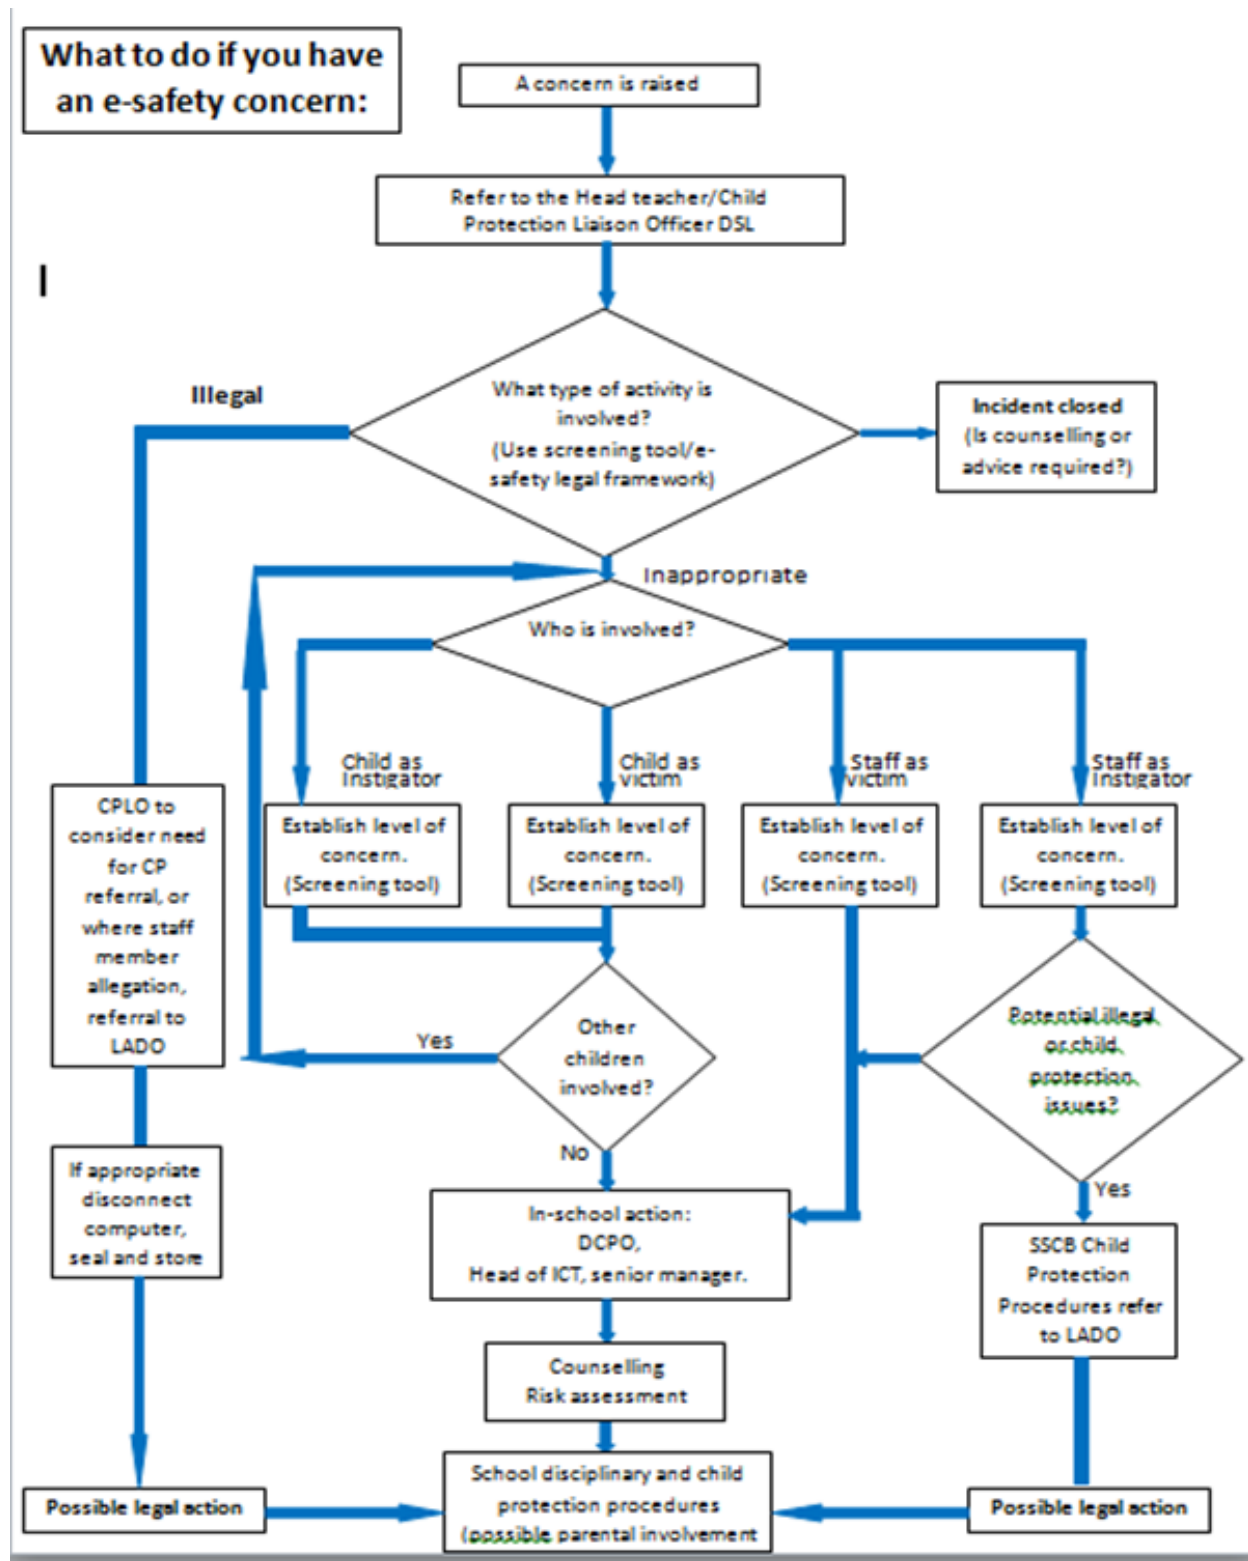 What to do if you have
an e-safety concern:
A concern is raised
Refer to the Head teacher/Child
Protection Liaison Officer DSL
What type of activity is
involved?
(Use screening tool/e-
safety legal framework)
Illegal
Incident closed
(Is counselling or
advice required?)
Inappropriate
Who is involved?
Child as
Instigator
Child as
victim
Staff as
victim
Staff as
Instigator
CPLO to
consider need
for CP
referral, or
where staff
member
allegation,
referral to
LADO
Establish level of
concern.
(Screening tool)
Establish level of
concern.
(Screening tool)
Establish level of
concern.
(Screening tool)
Establish level of
concern.
(Screening tool)
Yes
Other
children
involved?
Potential illegal
or child
protection
issues?
No
Yes
If appropriate
disconnect
computer,
seal and store
In-school action:
DCPO,
Head of ICT, senior manager.
SSCB Child
Protection
Procedures refer
to LADO
Counselling
Risk assessment
Possible legal action
School disciplinary and child
protection procedures
(possible parental involvement
Possible legal action